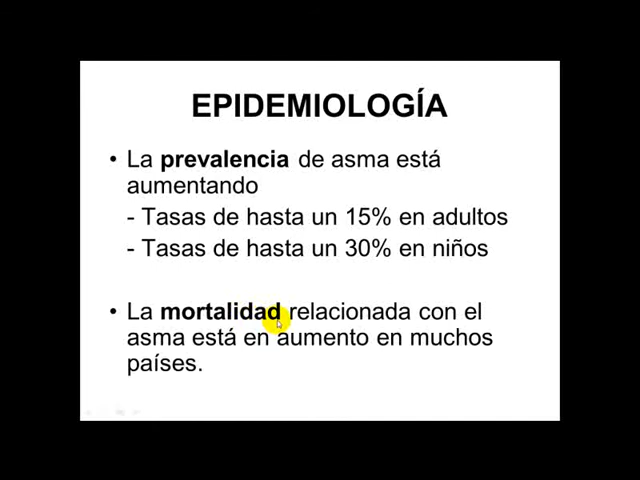 EPIDEMIOLOGÍA
• La prevalencia de asma está
aumentando
- Tasas de hasta un 15% en adultos
- Tasas de hasta un 30% en niños
• La mortalidad relacionada con el
asma está en aumento en muchos
países.